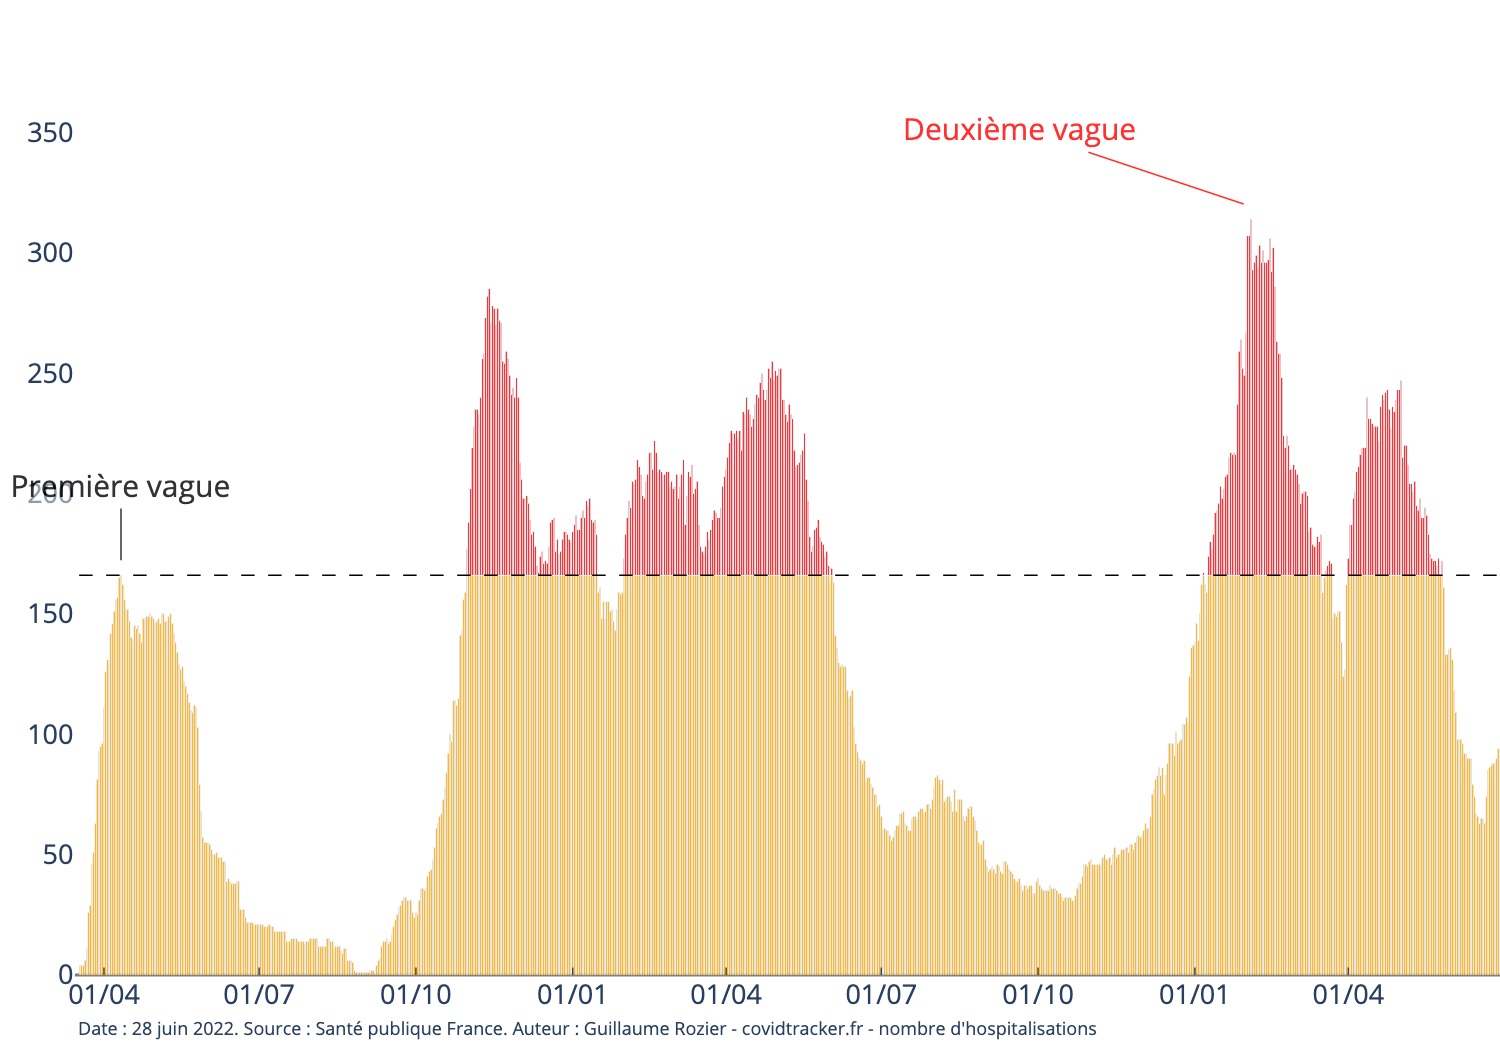 350
Deuxième vague
300
250
Première vague
200
150
100
50
0
01/04 01/07 01/10 01/01 01/04 01/07 01/10 01/01 01/04
Date : 28 juin 2022. Source : Santé publique France. Auteur : Guillaume Rozier - covidtracker.fr - nombre d'hospitalisations